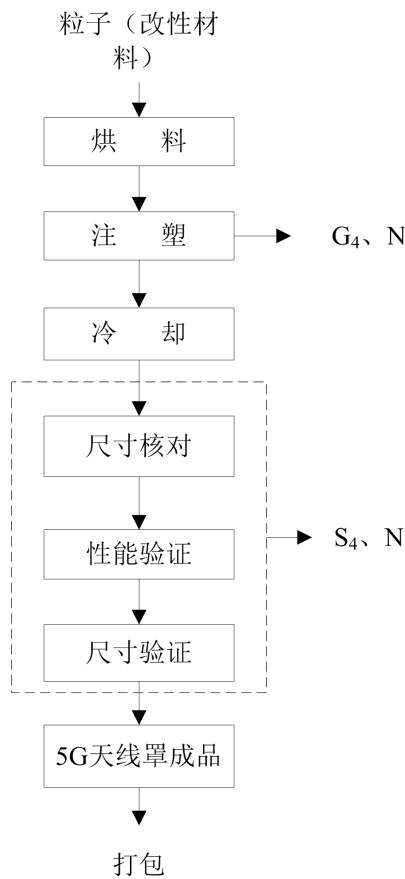 粒子（改性材
料）
烘 料
注 塑
G₄、N
冷 却
尺寸核对
性能验证
S₄、N
尺寸验证
5G天线罩成品
打包